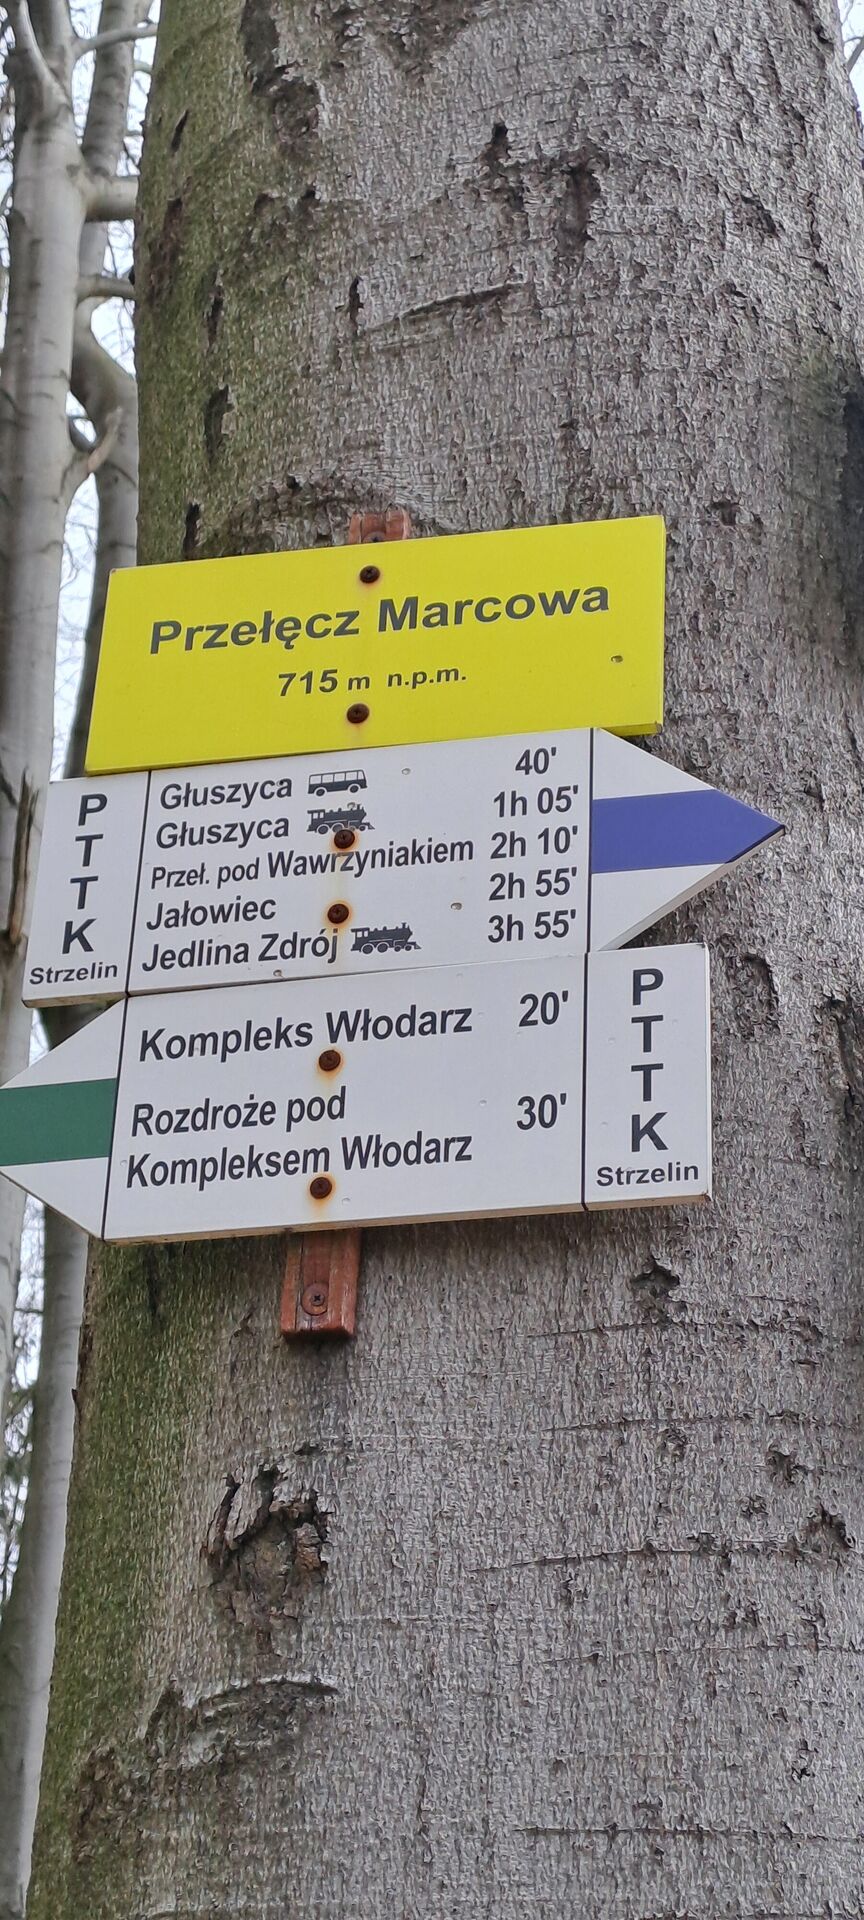 Przełęcz Marcowa
715 m n.p.m.
PTTK
Strzelin
Głuszyca 40'
Głuszyca 1h 05'
Przeł. pod Wawrzyniakiem 2h 10'
Jałowiec 2h 55'
Jedlina Zdrój 3h 55'
Kompleks Włodarz 20'
Rozdroże pod
Kompleksem Włodarz 30'
PTTK
Strzelin